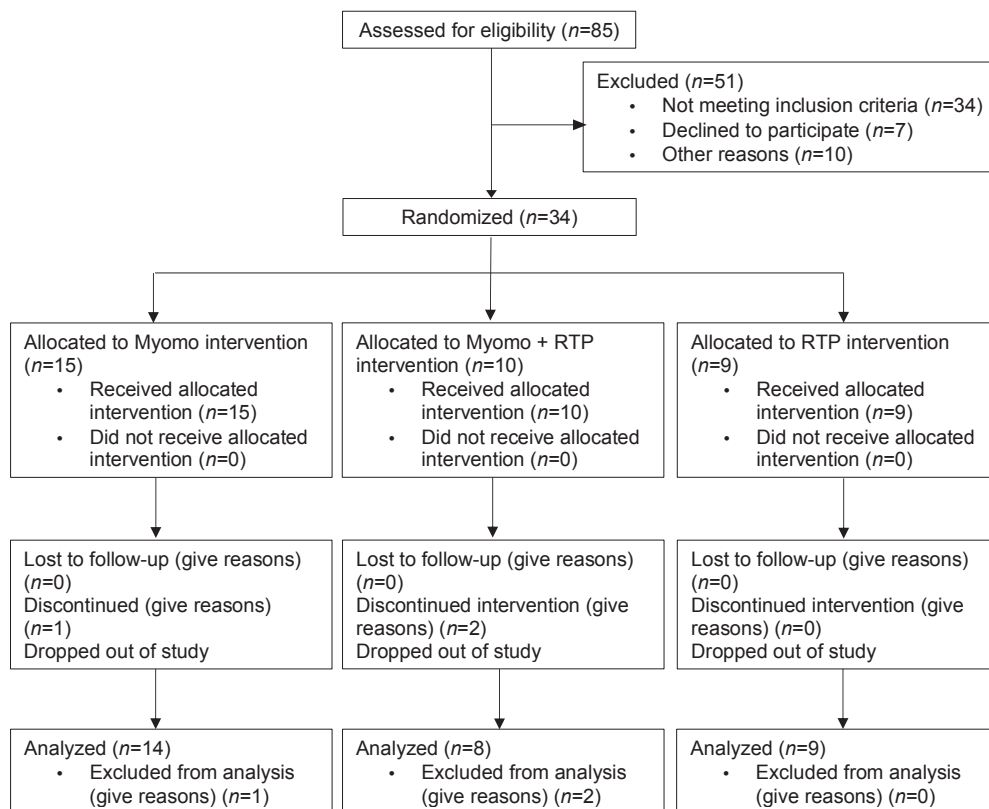 Assessed for eligibility (n=85)
Excluded (n=51)
• Not meeting inclusion criteria (n=34)
• Declined to participate (n=7)
• Other reasons (n=10)
Randomized (n=34)
Allocated to Myomo intervention
(n=15)
• Received allocated
intervention (n=15)
• Did not receive allocated
intervention (n=0)
Allocated to Myomo + RTP
intervention (n=10)
• Received allocated
intervention (n=10)
• Did not receive allocated
intervention (n=0)
Allocated to RTP intervention
(n=9)
• Received allocated
intervention (n=9)
• Did not receive allocated
intervention (n=0)
Lost to follow-up (give reasons)
(n=0)
Discontinued (give reasons)
(n=1)
Dropped out of study
Lost to follow-up (give reasons)
(n=0)
Discontinued intervention (give
reasons) (n=2)
Dropped out of study
Lost to follow-up (give reasons)
(n=0)
Discontinued intervention (give
reasons) (n=0)
Dropped out of study
Analyzed (n=14)
• Excluded from analysis
(give reasons) (n=1)
Analyzed (n=8)
• Excluded from analysis
(give reasons) (n=2)
Analyzed (n=9)
• Excluded from analysis
(give reasons) (n=0)